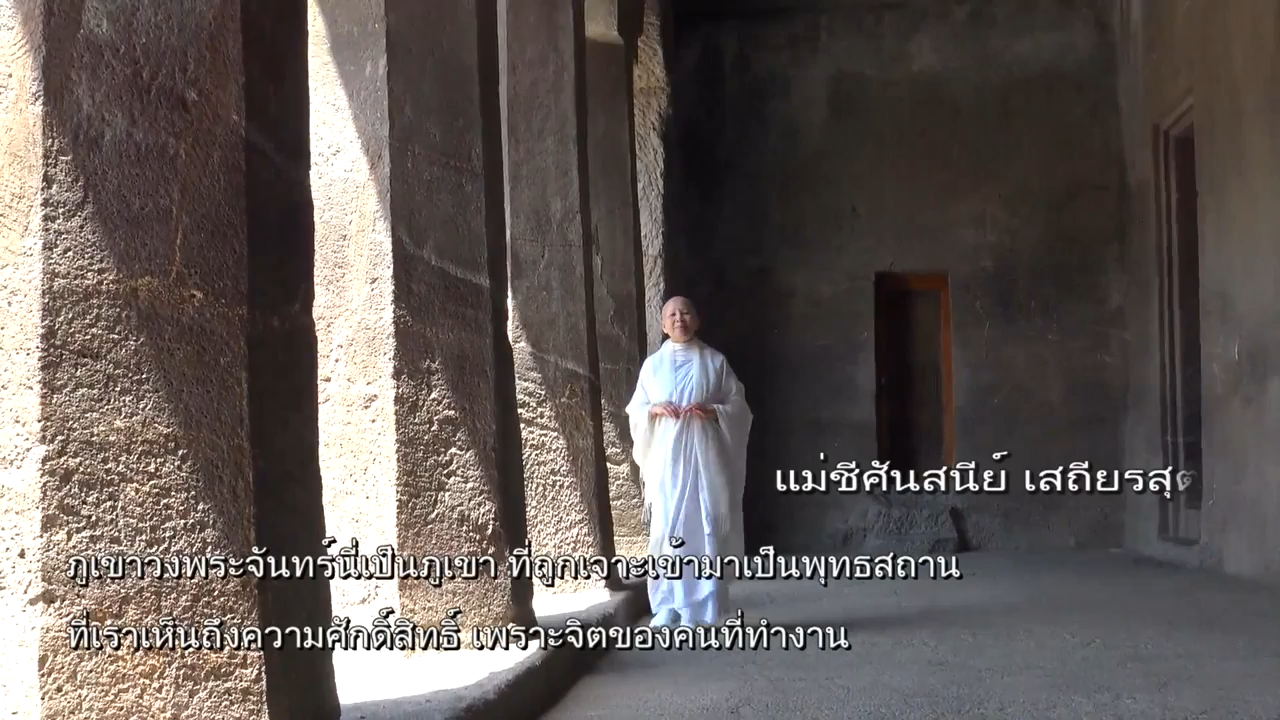 แม่ชีศันสนีย์ เสถียรสุต
ภูเขาวงพระจันทร์นี่เป็นภูเขา ที่ถูกเจาะเข้ามาเป็นพุทธสถาน
ที่เราเห็นถึงความศักดิ์สิทธิ์ เพราะจิตของคนที่ทำงาน